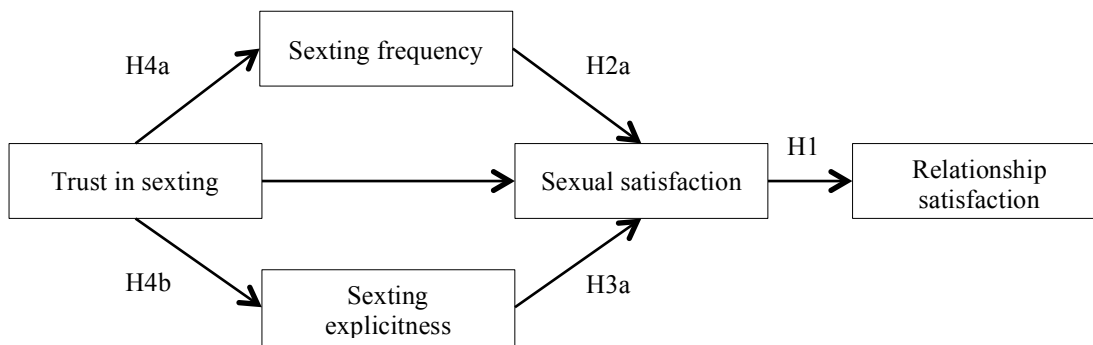 Sexting frequency
H4a
H2a
Trust in sexting
Sexual satisfaction
H1
Relationship
satisfaction
H4b
Sexting
explicitness
H3a